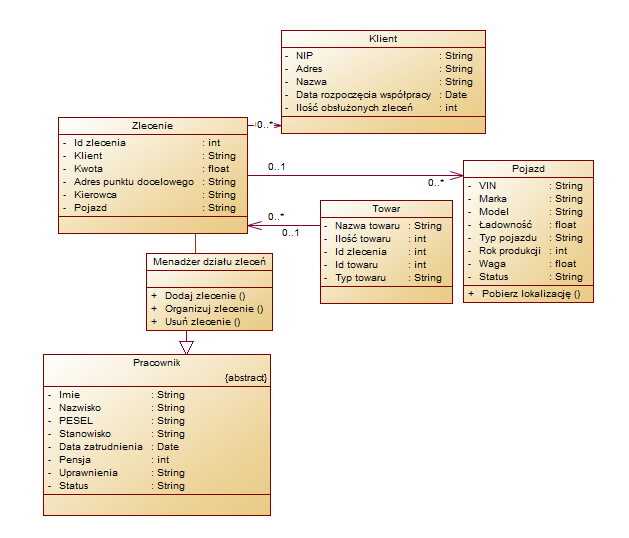 Klient
- NIP : String
- Adres : String
- Nazwa : String
- Data rozpoczęcia współpracy : Date
- Ilość obsłużonych zleceń : int
0..*
Zlecenie
- Id zlecenia : int
- Klient : String
- Kwota : float
- Adres punktu docelowego : String
- Kierowca : String
- Pojazd : String
0..1
0..*
Pojazd
- VIN : String
- Marka : String
- Model : String
- Ładowność : float
- Typ pojazdu : String
- Rok produkcji : int
- Waga : float
- Status : String
+ Pobierz lokalizację ()
0..*
0..1
Towar
- Nazwa towaru : String
- Ilość towaru : int
- Id zlecenia : int
- Id towaru : int
- Typ towaru : String
Menadżer działu zleceń
+ Dodaj zlecenie ()
+ Organizuj zlecenie ()
+ Usuń zlecenie ()
Pracownik
{abstract}
- Imie : String
- Nazwisko : String
- PESEL : String
- Stanowisko : String
- Data zatrudnienia : Date
- Pensja : int
- Uprawnienia : String
- Status : String